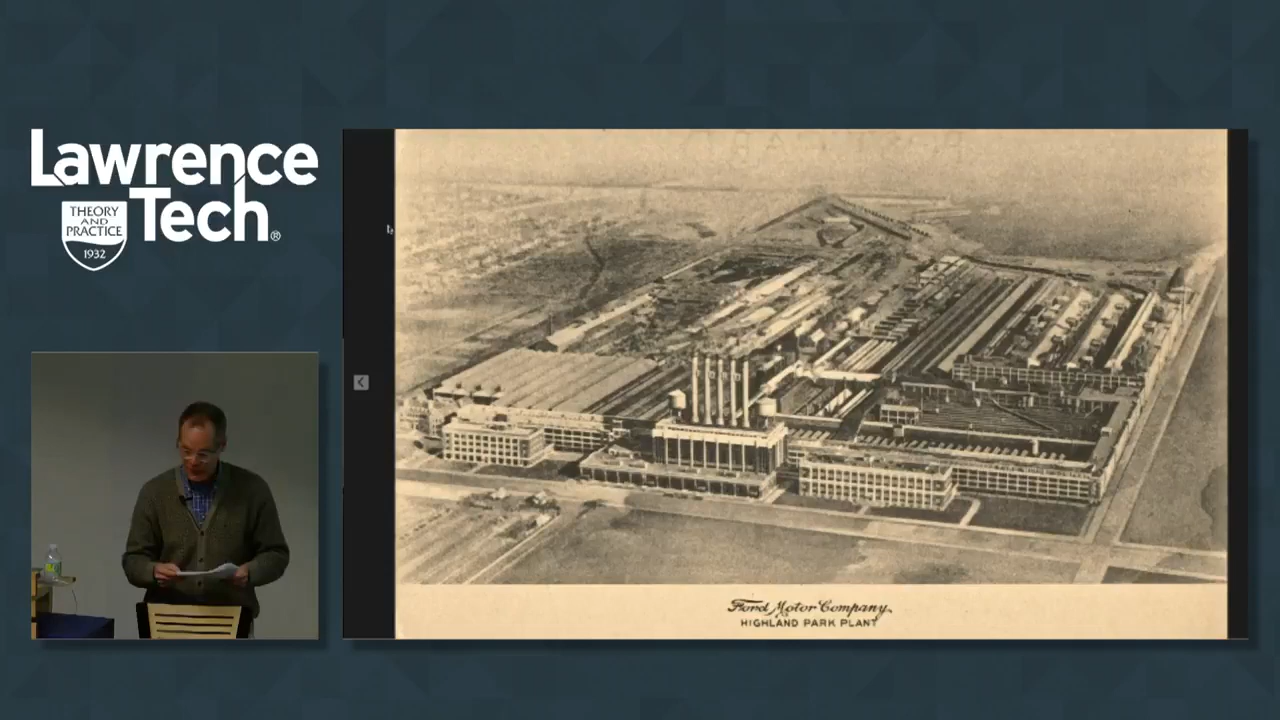 Lawrence
Tech®
THEORY
AND
PRACTICE
1932
Ford Motor Company
HIGHLAND PARK PLANT